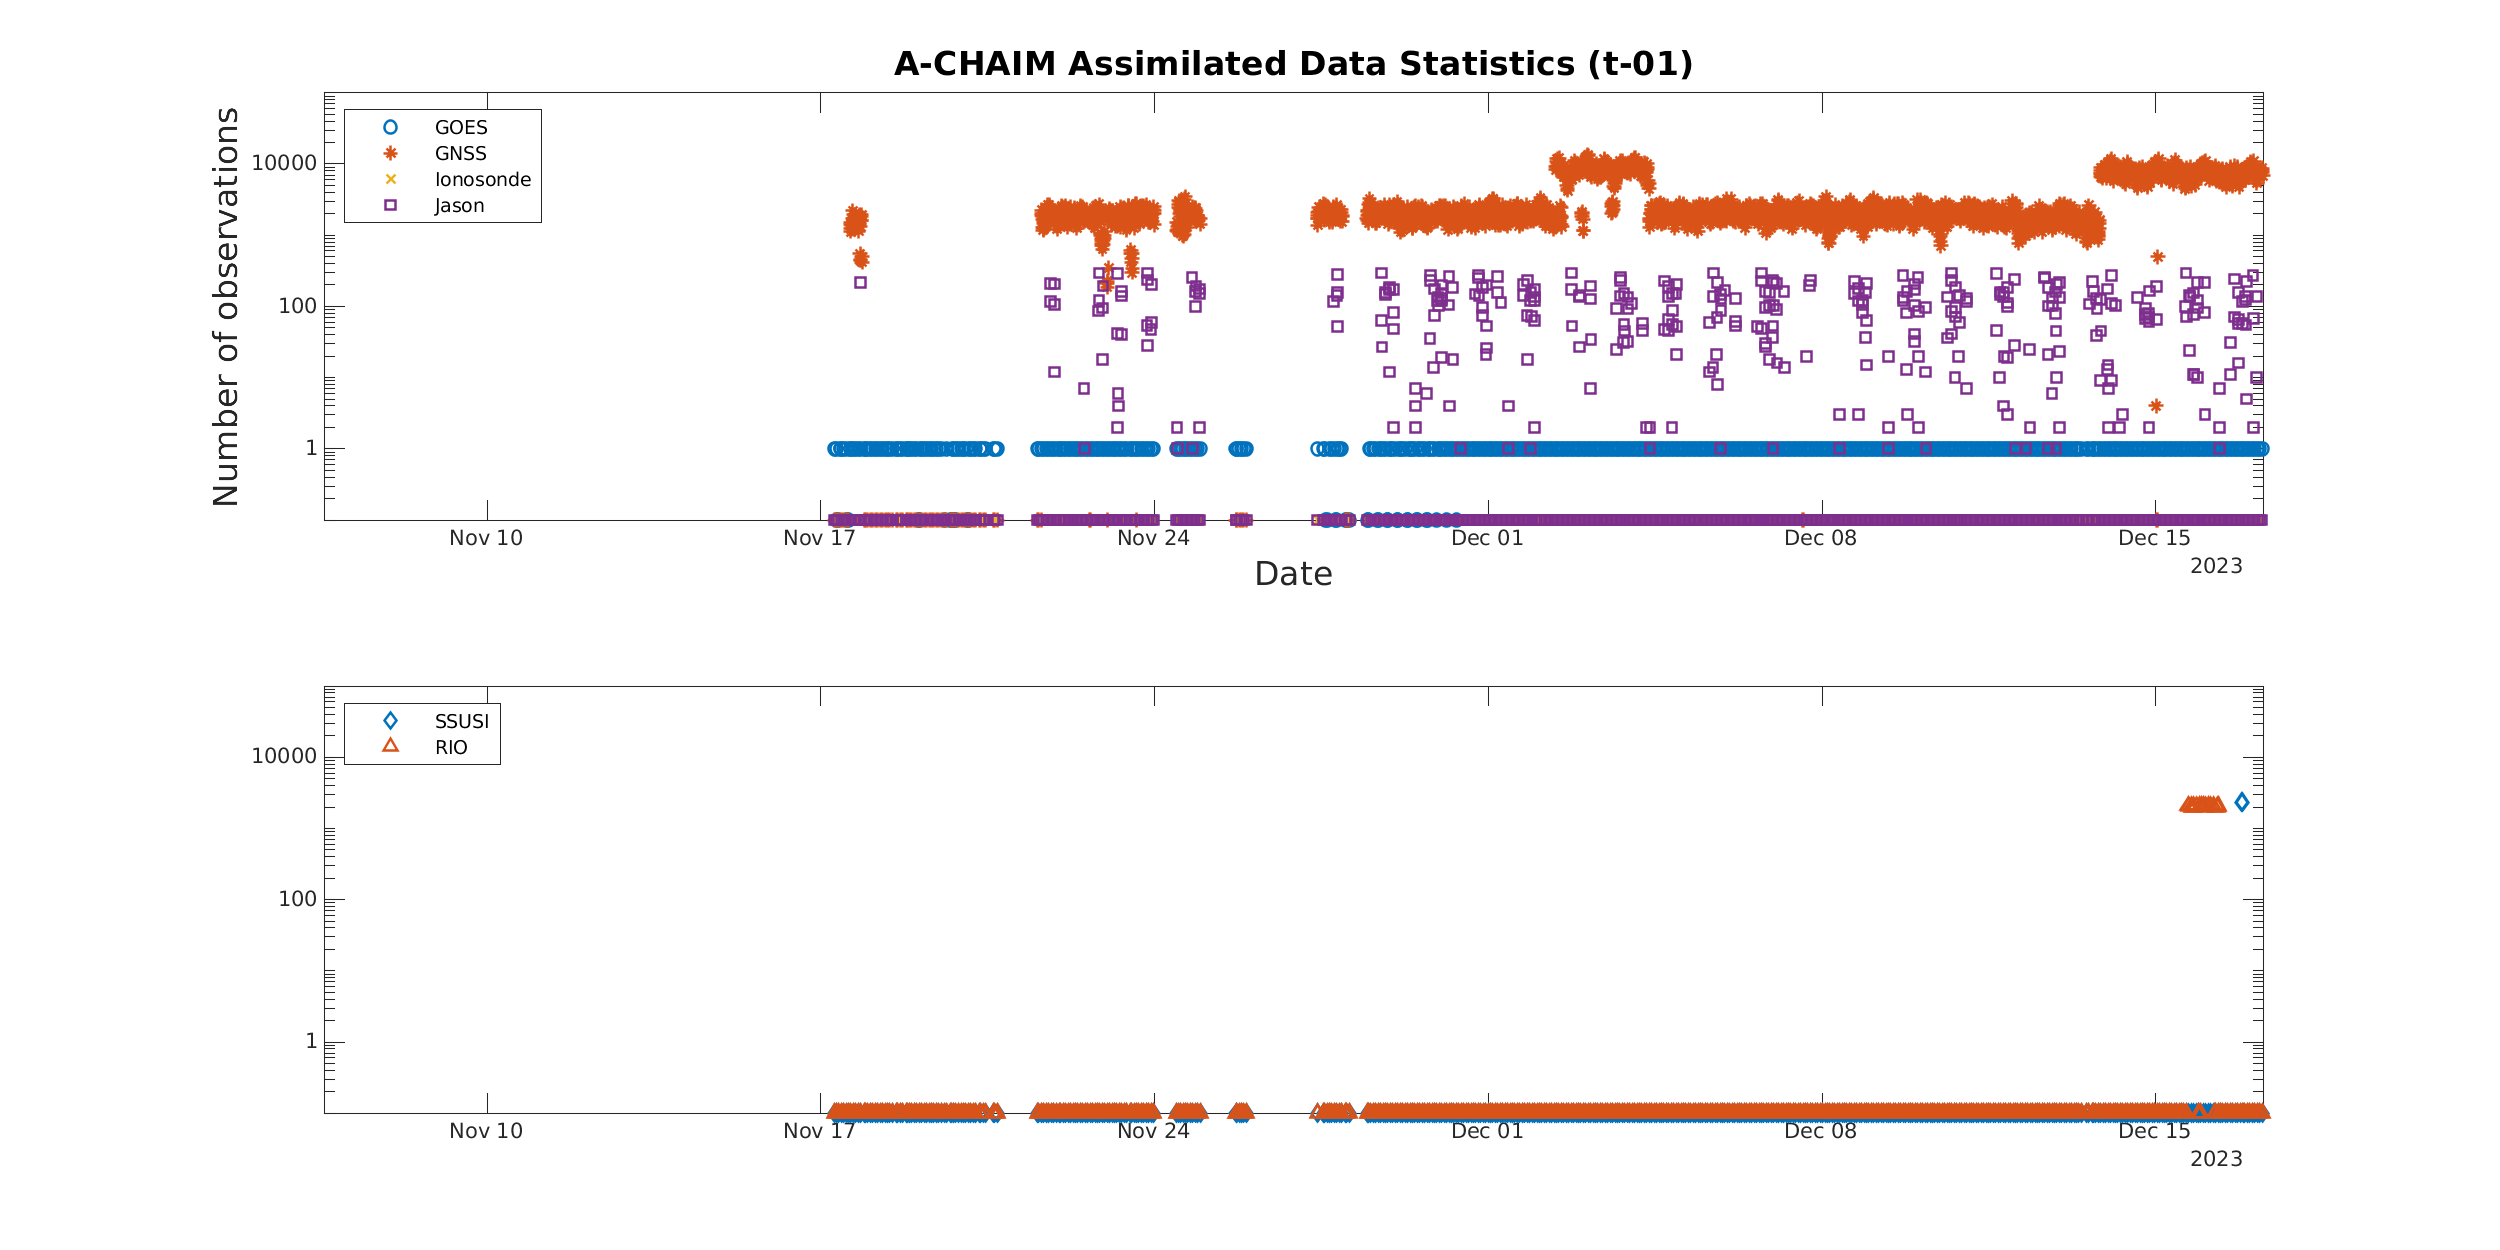 A-CHAIM Assimilated Data Statistics (t-01)
Number of observations
10000
100
1
GOES
GNSS
Ionosonde
Jason
Nov 10
Nov 17
Nov 24
Dec 01
Dec 08
Dec 15
2023
Date
10000
100
1
SSUSI
RIO
Nov 10
Nov 17
Nov 24
Dec 01
Dec 08
Dec 15
2023